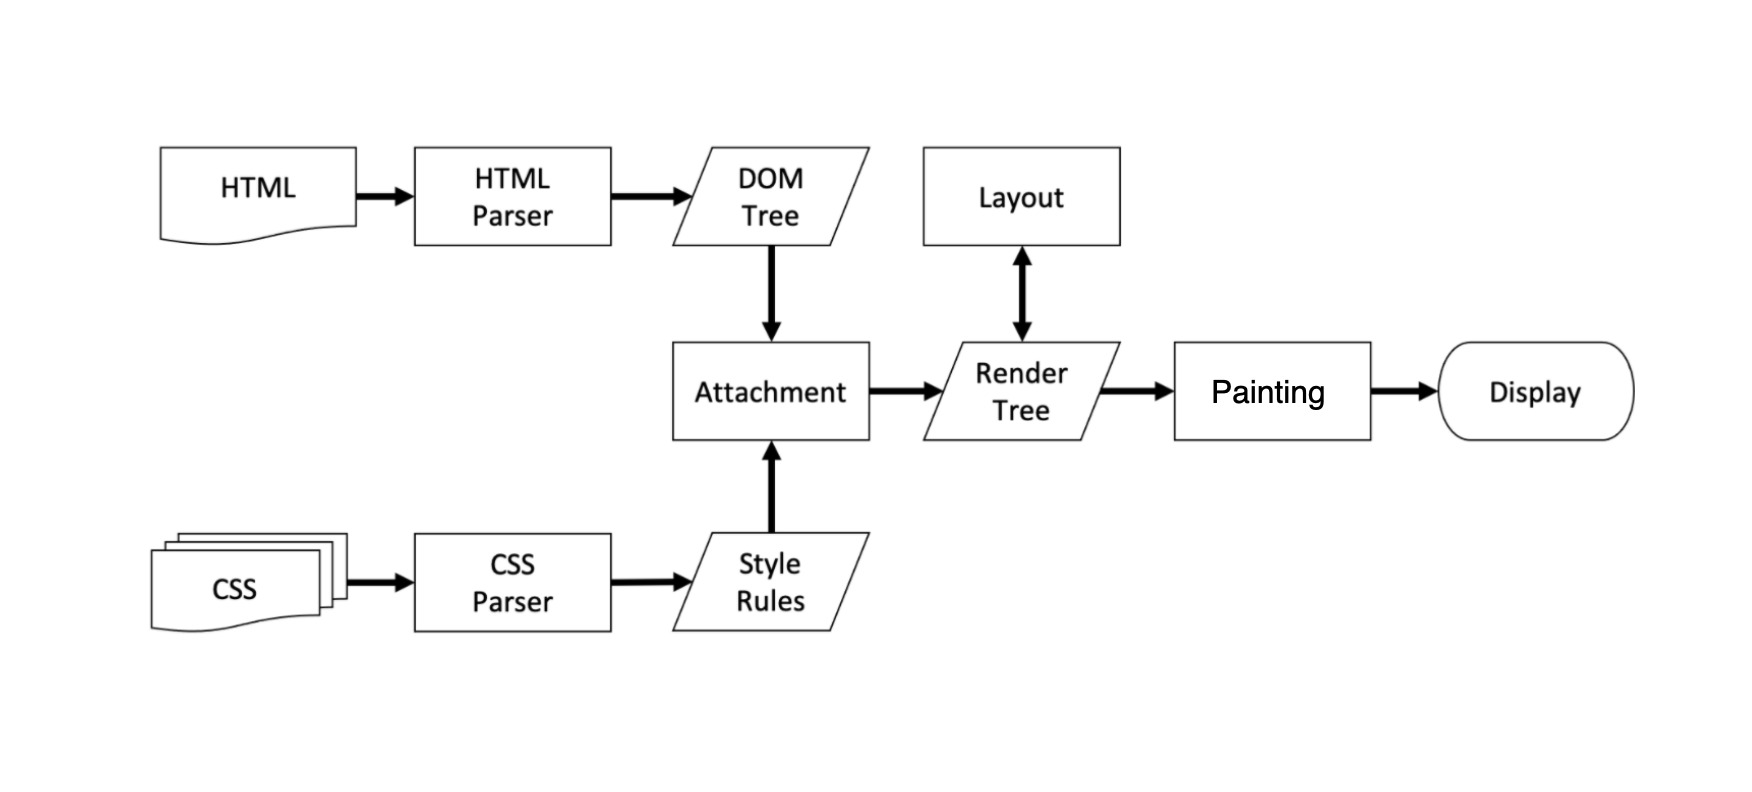 HTML
HTML
Parser
DOM
Tree
Layout
Attachment
Render
Tree
Painting
Display
CSS
CSS
Parser
Style
Rules